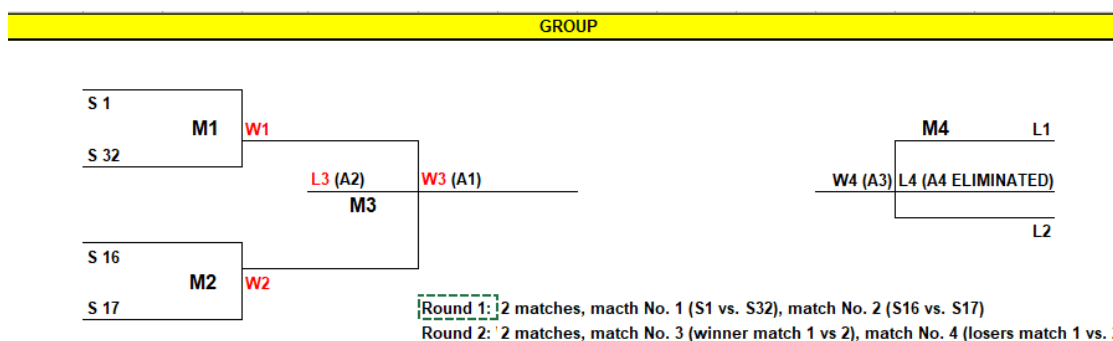 GROUP
S 1
M1
W1
M4
L1
S 32
L3 (A2)
W3 (A1)
W4 (A3)
L4 (A4 ELIMINATED)
M3
L2
S 16
M2
W2
S 17
Round 1: 2 matches, macth No. 1 (S1 vs. S32), match No. 2 (S16 vs. S17)
Round 2: 2 matches, match No. 3 (winner match 1 vs 2), match No. 4 (losers match 1 vs.